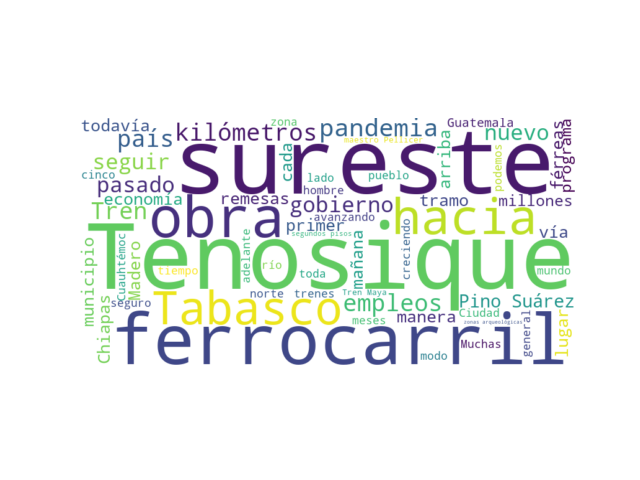 todavía
zona
Guatemala
país
kilómetros
pandemia
nuevo
maestro Pellicer
seguir
cada
arriba
podemos
férreas
programa
sureste
cinco
economía
pasado
lado
pueblo
hombre
remesas
gobierno
tramo
millones
Tren
obra
avanzando
primer
hacia
vía
segundos pisos
Tenosique
municipio
Cuauhtémoc
Madero
adelante
mañana
creciendo
tiempo
río
toda
mundo
norte
trenes
Tren Maya
seguro
Tabasco
empleos
Pino Suárez
Chiapas
meses
manera
Ciudad
zonas arqueológicas
general
lugar
ferrocarril
Muchas
modo